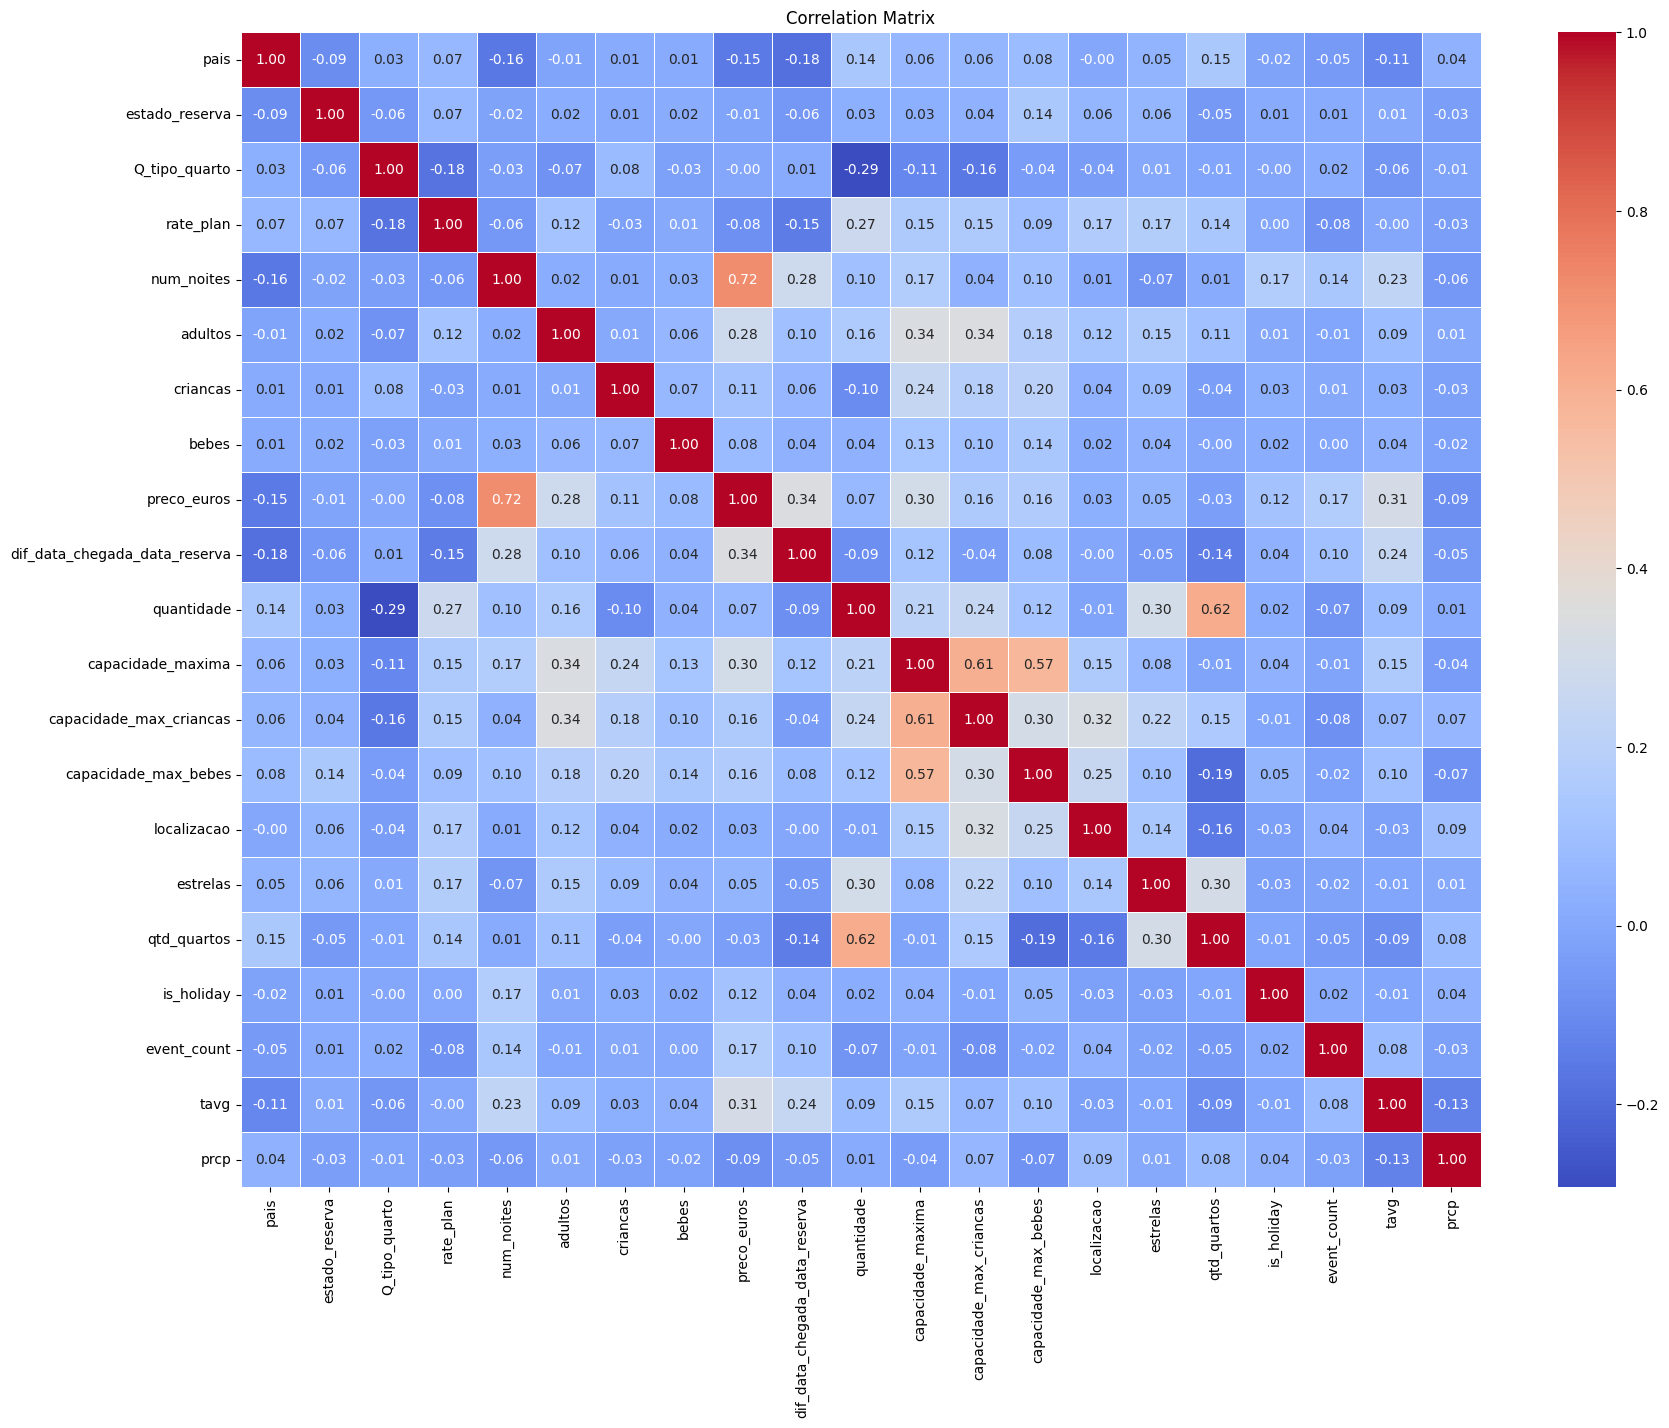 Correlation Matrix
pais 1.00 -0.09 0.03 0.07 -0.16 -0.01 0.01 0.01 -0.15 -0.18 0.14 0.06 0.06 0.08 -0.00 0.05 0.15 -0.02 -0.05 -0.11 0.04
estado_reserva -0.09 1.00 -0.06 0.07 -0.02 0.02 0.01 0.02 -0.01 -0.06 0.03 0.03 0.04 0.14 0.06 0.06 -0.05 0.01 0.01 0.01 -0.03
Q_tipo_quarto 0.03 -0.06 1.00 -0.18 -0.03 -0.07 0.08 -0.03 -0.00 0.01 -0.29 -0.11 -0.16 -0.04 -0.04 0.01 -0.01 -0.00 0.02 -0.06 -0.01
rate_plan 0.07 0.07 -0.18 1.00 -0.06 0.12 -0.03 0.01 -0.08 -0.15 0.27 0.15 0.15 0.09 0.17 0.17 0.14 0.00 -0.08 -0.00 -0.03
num_noites -0.16 -0.02 -0.03 -0.06 1.00 0.02 0.01 0.03 0.72 0.28 0.10 0.17 0.04 0.10 0.01 -0.07 0.01 0.17 0.14 0.23 -0.06
adultos -0.01 0.02 -0.07 0.12 0.02 1.00 0.01 0.06 0.28 0.10 0.16 0.34 0.34 0.18 0.12 0.15 0.11 0.01 -0.01 0.09 0.01
criancas 0.01 0.01 0.08 -0.03 0.01 0.01 1.00 0.07 0.11 0.06 -0.10 0.24 0.18 0.20 0.04 0.09 -0.04 0.03 0.01 0.03 -0.03
bebes 0.01 0.02 -0.03 0.01 0.03 0.06 0.07 1.00 0.08 0.04 0.04 0.13 0.10 0.14 0.02 0.04 -0.00 0.02 0.00 0.04 -0.02
preco_euros -0.15 -0.01 -0.00 -0.08 0.72 0.28 0.11 0.08 1.00 0.34 0.07 0.30 0.16 0.16 0.03 0.05 -0.03 0.12 0.17 0.31 -0.09
dif_data_chegada_data_reserva -0.18 -0.06 0.01 -0.15 0.28 0.10 0.06 0.04 0.34 1.00 -0.09 0.12 -0.04 0.08 -0.00 -0.05 -0.14 0.04 0.10 0.24 -0.05
quantidade 0.14 0.03 -0.29 0.27 0.10 0.16 -0.10 0.04 0.07 -0.09 1.00 0.21 0.24 0.12 -0.01 0.30 0.62 0.02 -0.07 0.09 0.01
capacidade_maxima 0.06 0.03 -0.11 0.15 0.17 0.34 0.24 0.13 0.30 0.12 0.21 1.00 0.61 0.57 0.15 0.08 -0.01 0.04 -0.01 0.15 -0.04
capacidade_max_criancas 0.06 0.04 -0.16 0.15 0.04 0.34 0.18 0.10 0.16 -0.04 0.24 0.61 1.00 0.30 0.32 0.22 0.15 -0.01 -0.08 0.07 0.07
capacidade_max_bebes 0.08 0.14 -0.04 0.09 0.10 0.18 0.20 0.14 0.16 0.08 0.12 0.57 0.30 1.00 0.25 0.10 -0.19 0.05 -0.02 0.10 -0.07
localizacao -0.00 0.06 -0.04 0.17 0.01 0.12 0.04 0.02 0.03 -0.00 -0.01 0.15 0.32 0.25 1.00 0.14 -0.16 -0.03 0.04 -0.03 0.09
estrelas 0.05 0.06 0.01 0.17 -0.07 0.15 0.09 0.04 0.05 -0.05 0.30 0.08 0.22 0.10 0.14 1.00 0.30 -0.03 -0.02 -0.01 0.01
qtd_quartos 0.15 -0.05 -0.01 0.14 0.01 0.11 -0.04 -0.00 -0.03 -0.14 0.62 -0.01 0.15 -0.19 -0.16 0.30 1.00 -0.01 -0.05 -0.09 0.08
is_holiday -0.02 0.01 -0.00 0.00 0.17 0.01 0.03 0.02 0.12 0.04 0.02 0.04 -0.01 0.05 -0.03 -0.03 -0.01 1.00 0.02 -0.01 0.04
event_count -0.05 0.01 0.02 -0.08 0.14 -0.01 0.01 0.00 0.17 0.10 -0.07 -0.01 -0.08 -0.02 0.04 -0.02 -0.05 0.02 1.00 0.08 -0.03
tavg -0.11 0.01 -0.06 -0.00 0.23 0.09 0.03 0.04 0.31 0.24 0.09 0.15 0.07 0.10 -0.03 -0.01 -0.09 -0.01 0.08 1.00 -0.13
prcp 0.04 -0.03 -0.01 -0.03 -0.06 0.01 -0.03 -0.02 -0.09 -0.05 0.01 -0.04 0.07 -0.07 0.09 0.01 0.08 0.04 -0.03 -0.13 1.00
pais
estado_reserva
Q_tipo_quarto
rate_plan
num_noites
adultos
criancas
bebes
preco_euros
dif_data_chegada_data_reserva
quantidade
capacidade_maxima
capacidade_max_criancas
capacidade_max_bebes
localizacao
estrelas
qtd_quartos
is_holiday
event_count
tavg
prcp
1.0
0.8
0.6
0.4
0.2
0.0
−0.2